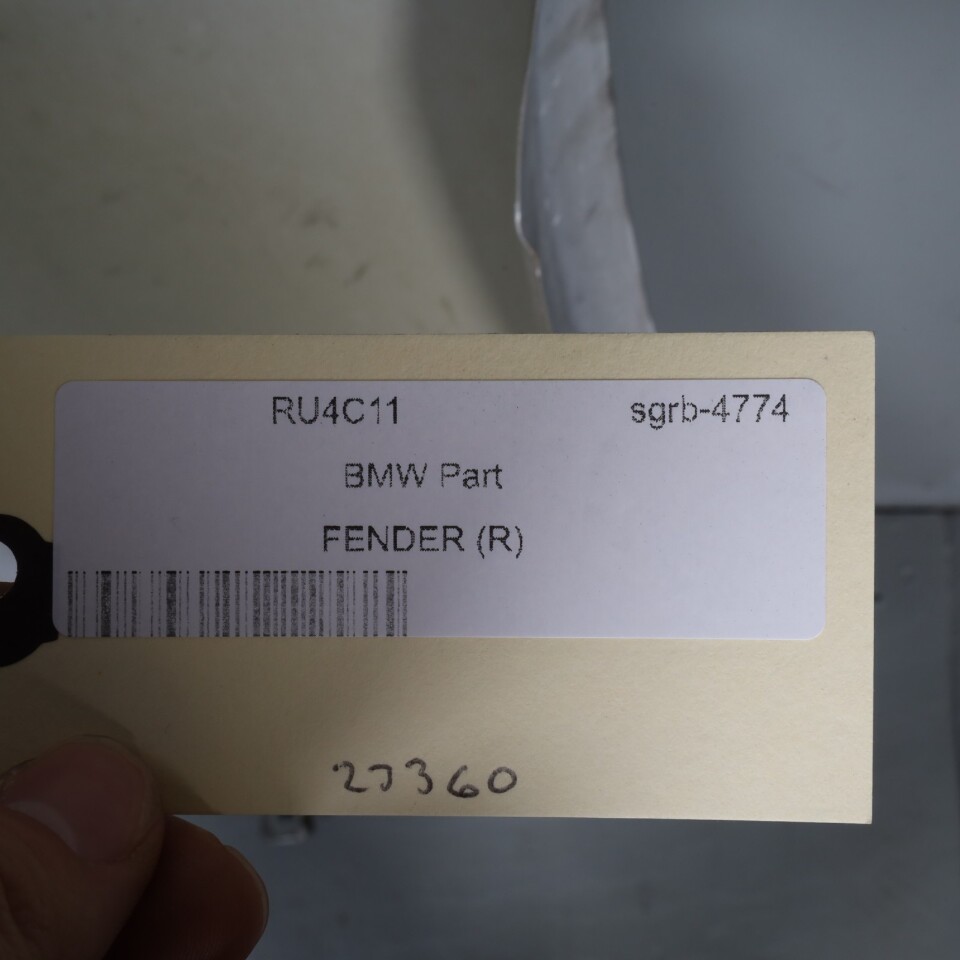 RU4C11 sgrb-4774
BMW Part
FENDER (R)
27360